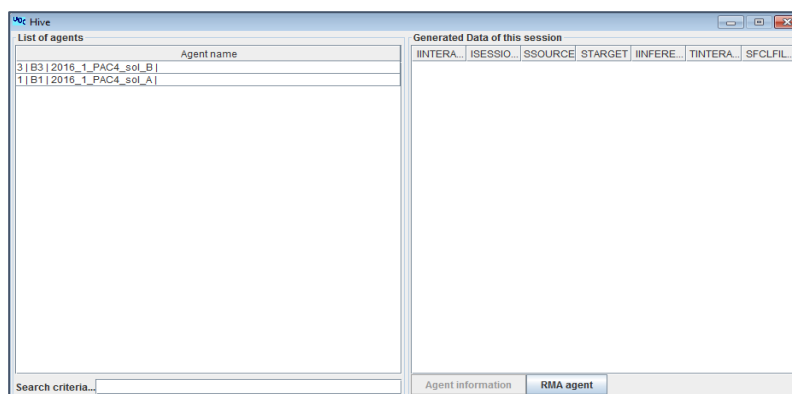 UOC Hive
List of agents
Agent name
3 | B3 | 2016_1_PAC4_sol_B |
1 | B1 | 2016_1_PAC4_sol_A |
Search criteria...
Generated Data of this session
IINTERA... ISESSIO... SSOURCE STARGET IINFERE... TINTERA... SFCLFIL...
Agent information RMA agent